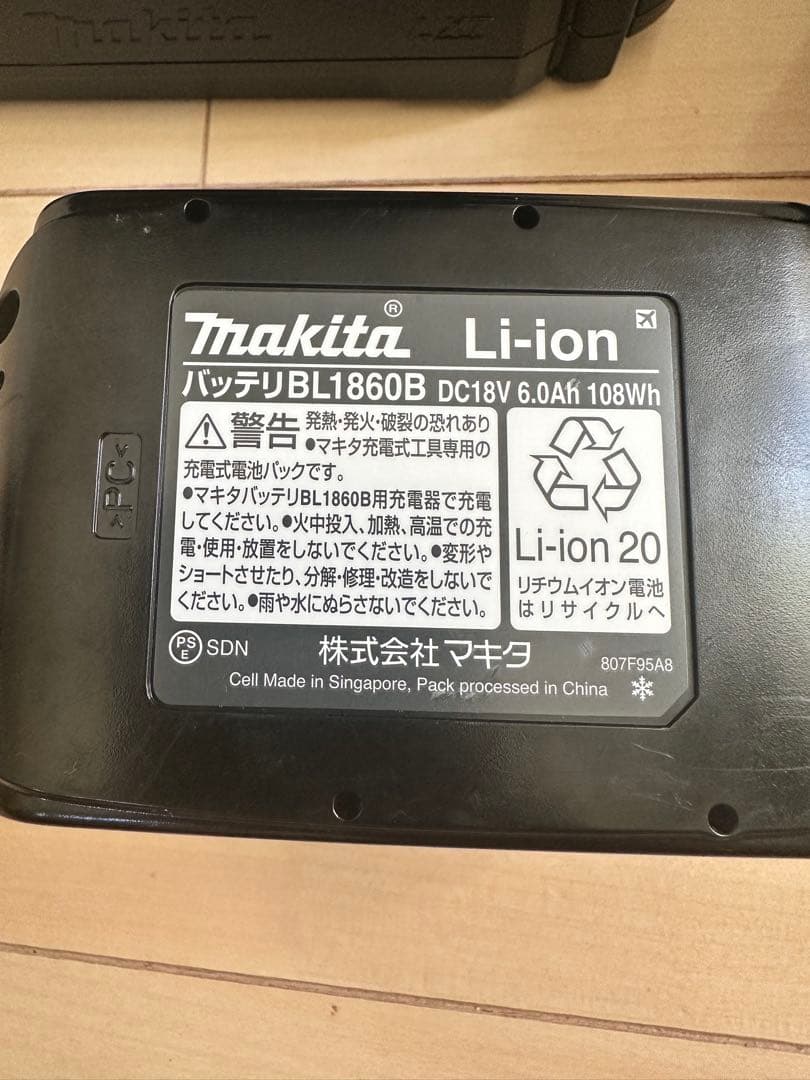 makita
LXT
makita® Li-ion
バッテリBL1860B DC18V 6.0Ah 108Wh
警告 発熱・発火・破裂の恐れあり
●マキタ充電式工具専用の
充電式電池パックです。
●マキタバッテリBL1860B用充電器で充電
してください。●火中投入、加熱、高温での充
電・使用・放置をしないでください。●変形や
ショートさせたり、分解・修理・改造をしないで
ください。●雨や水にぬらさないでください。
Li-ion 20
リチウムイオン電池
はリサイクルへ
>PC<
PSE SDN 株式会社 マキタ 807F95A8
Cell Made in Singapore, Pack processed in China